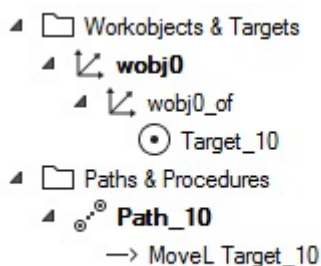 Workobjects & Targets
wobj0
wobj0_of
Target_10
Paths & Procedures
Path_10
MoveL Target_10